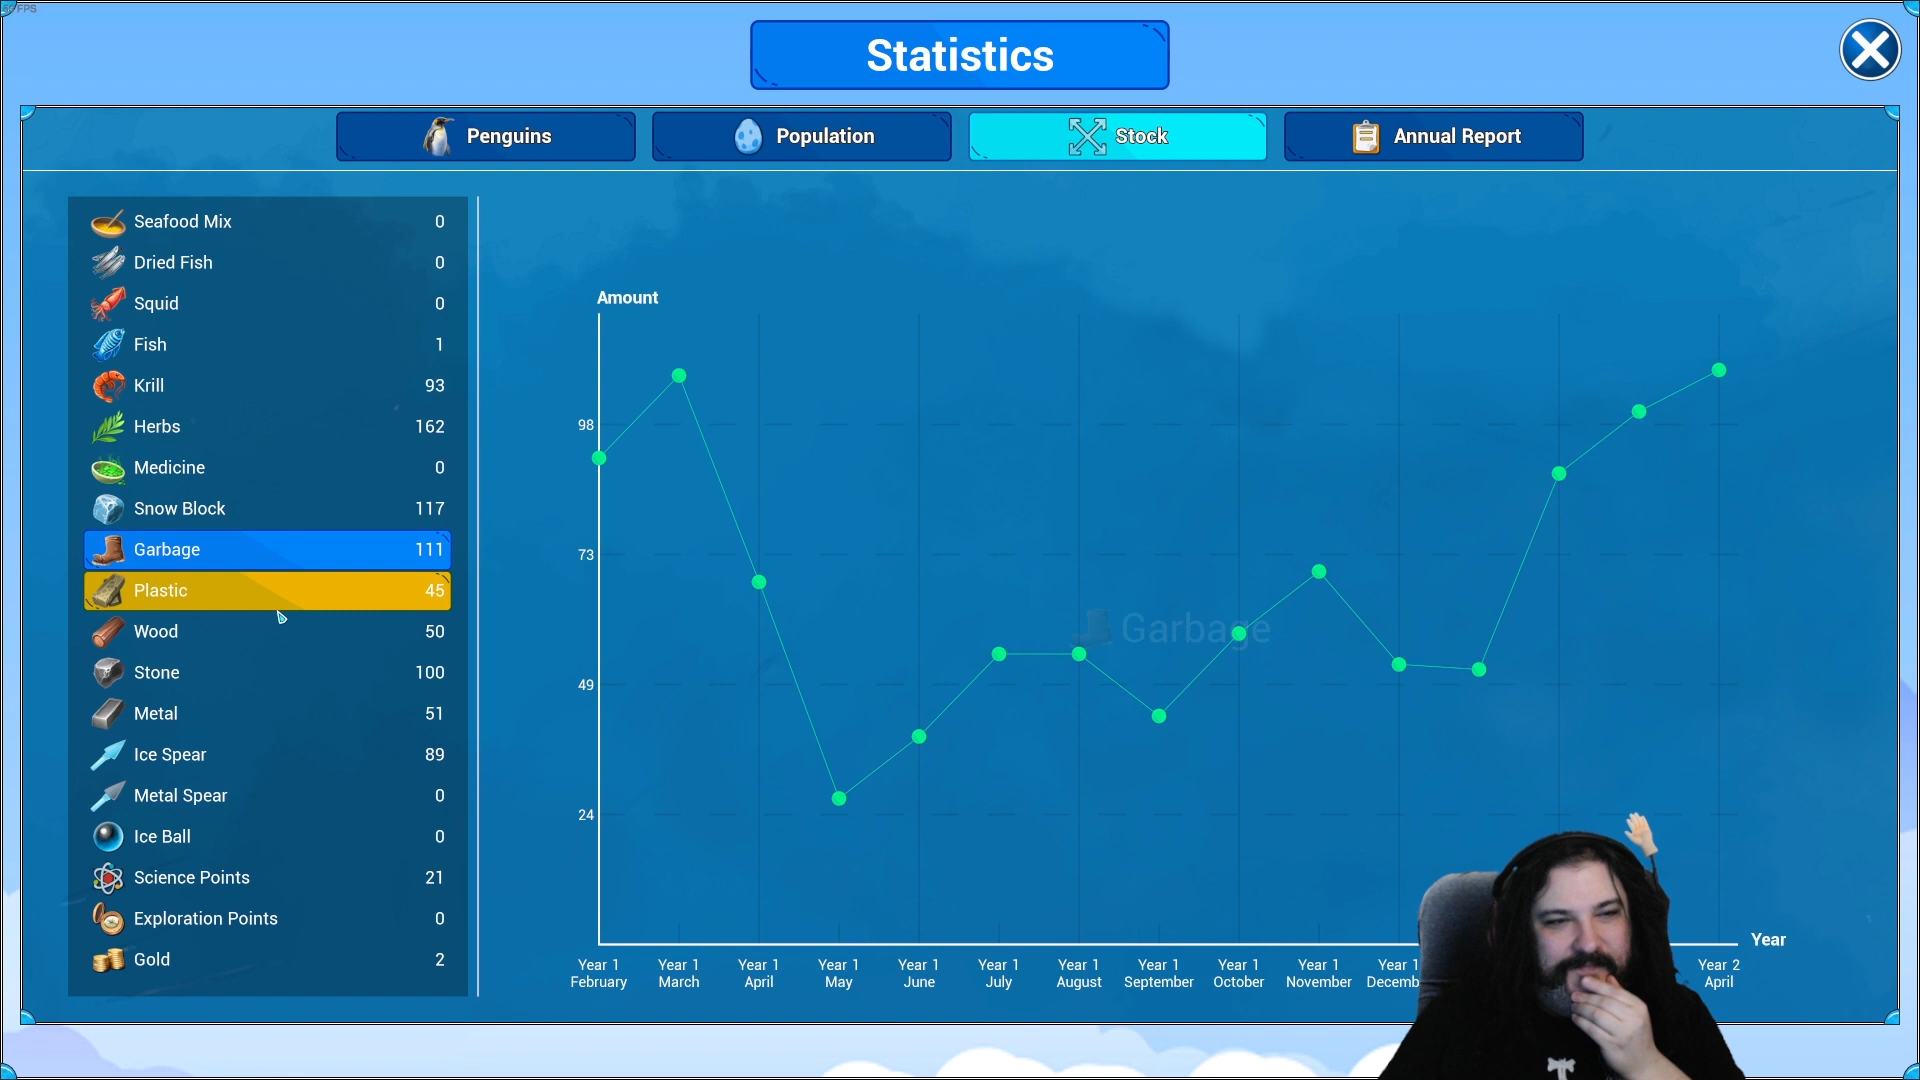 FPS
Statistics
Penguins
Population
Stock
Annual Report
Seafood Mix 0
Dried Fish 0
Squid 0
Fish 1
Krill 93
Herbs 162
Medicine 0
Snow Block 117
Garbage 111
Plastic 45
Wood 50
Stone 100
Metal 51
Ice Spear 89
Metal Spear 0
Ice Ball 0
Science Points 21
Exploration Points 0
Gold 2
Amount
98
73
49
24
Garbage
Year
Year 1 February
Year 1 March
Year 1 April
Year 1 May
Year 1 June
Year 1 July
Year 1 August
Year 1 September
Year 1 October
Year 1 November
Year 1 Decemb
Year 2 April